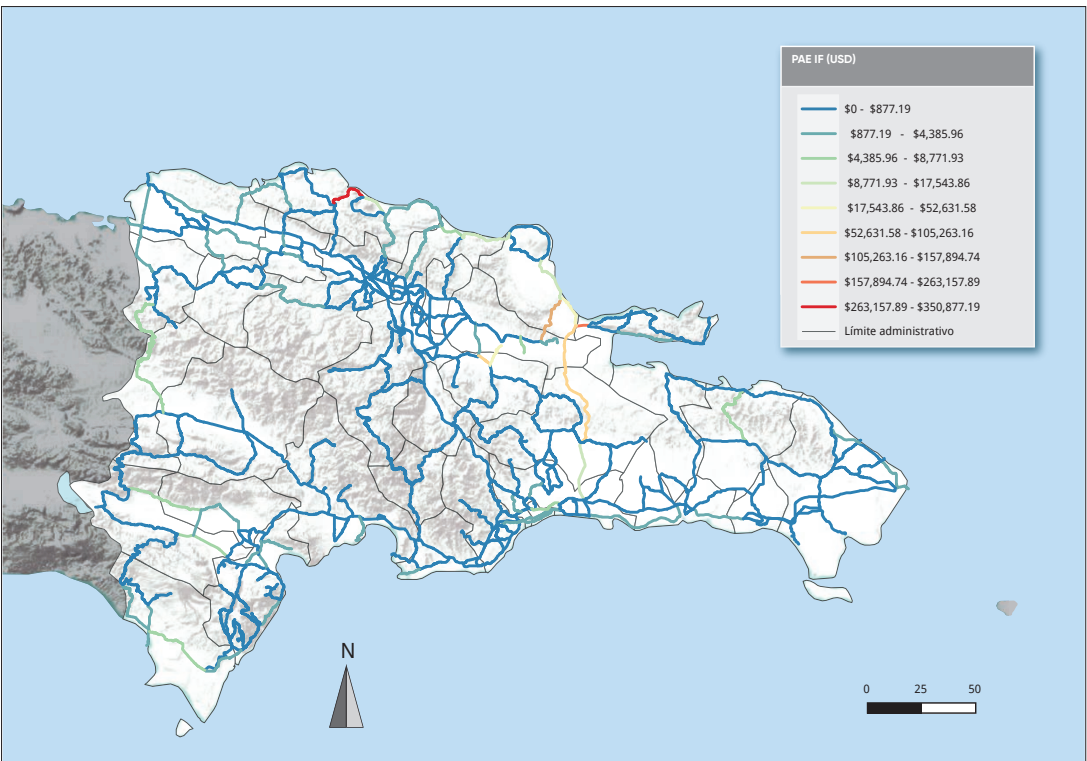 PAE IF (USD)
$0 - $877.19
$877.19 - $4,385.96
$4,385.96 - $8,771.93
$8,771.93 - $17,543.86
$17,543.86 - $52,631.58
$52,631.58 - $105,263.16
$105,263.16 - $157,894.74
$157,894.74 - $263,157.89
$263,157.89 - $350,877.19
Límite administrativo
N
0 25 50